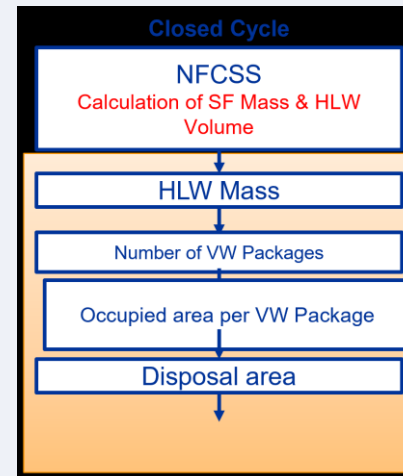 Closed Cycle
NFCSS
Calculation of SF Mass & HLW
Volume
HLW Mass
Number of VW Packages
Occupied area per VW Package
Disposal area